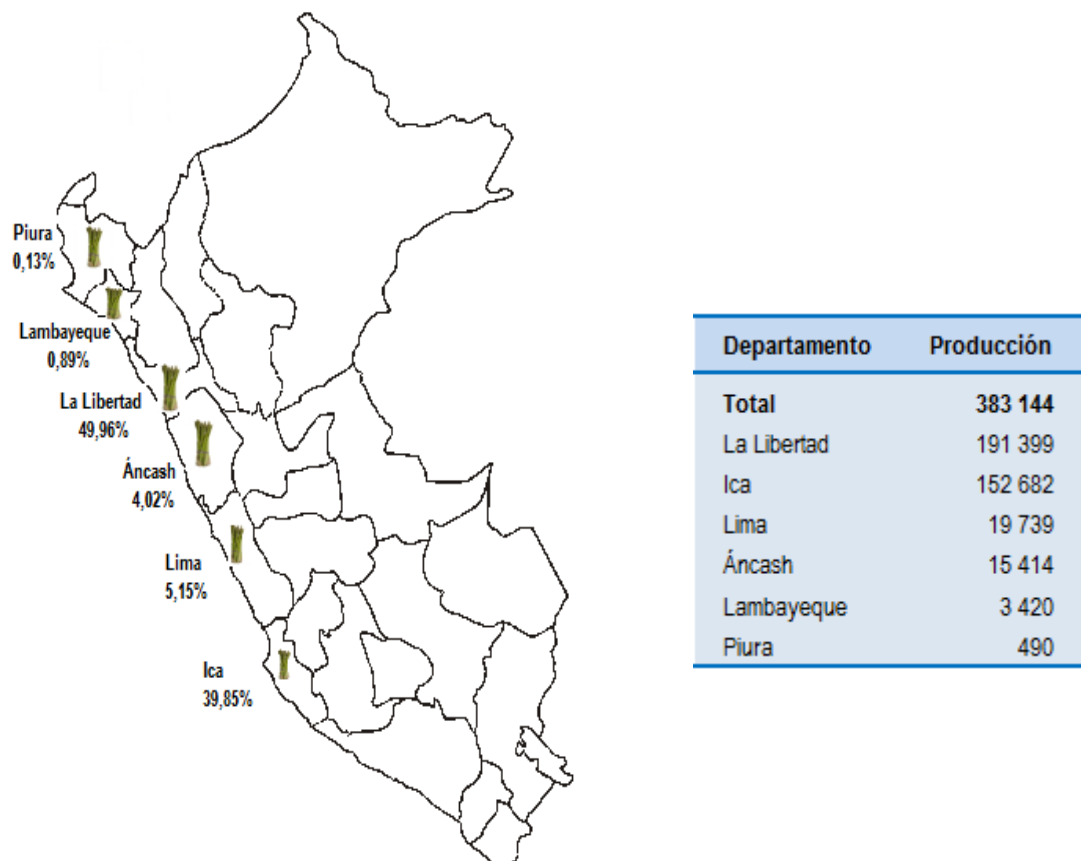 Piura
0,13%
Lambayeque
0,89%
La Libertad
49,96%
Áncash
4,02%
Lima
5,15%
Ica
39,85%
Departamento Producción
Total 383 144
La Libertad 191 399
Ica 152 682
Lima 19 739
Áncash 15 414
Lambayeque 3 420
Piura 490